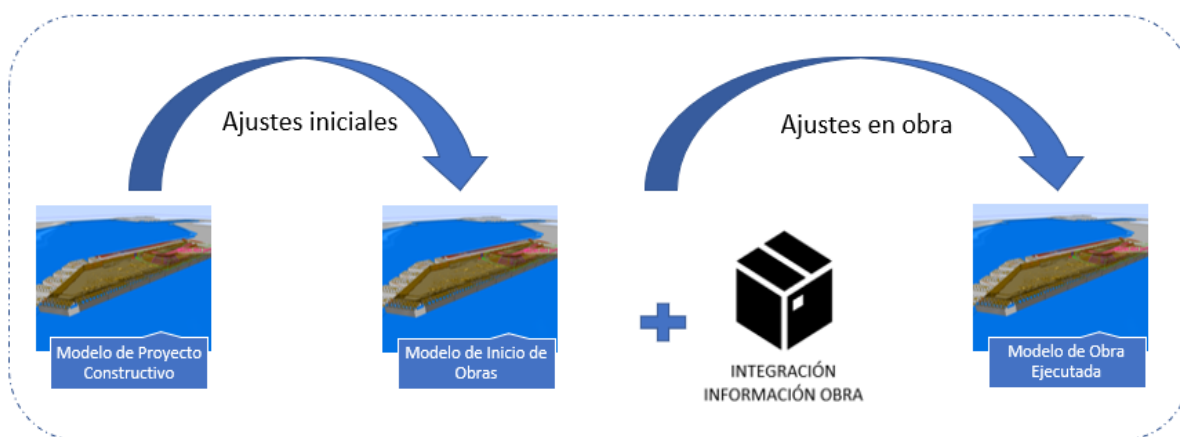 Ajustes iniciales
Ajustes en obra
Modelo de Proyecto
Constructivo
Modelo de Inicio de
Obras
INTEGRACIÓN
INFORMACIÓN OBRA
Modelo de Obra
Ejecutada